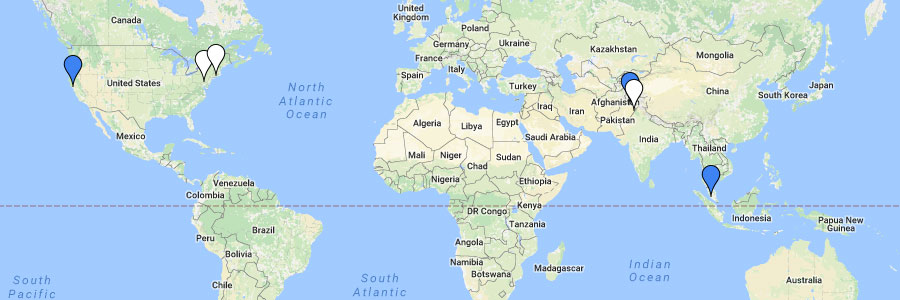 Canada
United
Kingdom
Poland
Germany
Ukraine
France
Kazakhstan
Mongolia
Spain
Italy
Turkey
United States
China
Japan
South Korea
North
Atlantic
Ocean
Iraq
Iran
Afghanistan
Pakistan
Algeria
Libya
Egypt
Mexico
Saudi Arabia
India
Thailand
Mali
Niger
Chad
Sudan
Nigeria
Ethiopia
Venezuela
Colombia
DR Congo
Kenya
Tanzania
Indonesia
Papua New
Guinea
Brazil
Peru
Bolivia
Angola
Namibia
Botswana
Madagascar
South
Pacific
South
Atlantic
Indian
Ocean
Chile
Australia